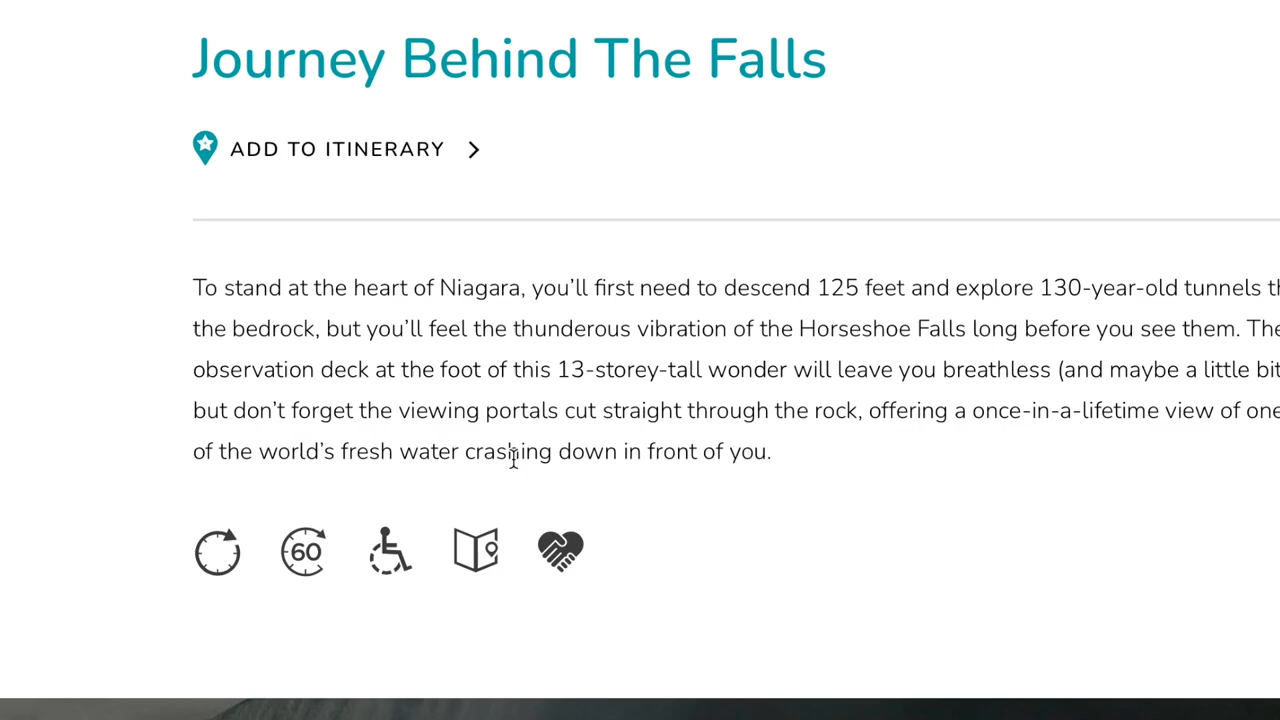 Journey Behind The Falls
ADD TO ITINERARY
To stand at the heart of Niagara, you’ll first need to descend 125 feet and explore 130-year-old tunnels
the bedrock, but you’ll feel the thunderous vibration of the Horseshoe Falls long before you see them.
observation deck at the foot of this 13-storey-tall wonder will leave you breathless (and maybe a little
but don’t forget the viewing portals cut straight through the rock, offering a once-in-a-lifetime view of
of the world’s fresh water crashing down in front of you.
60